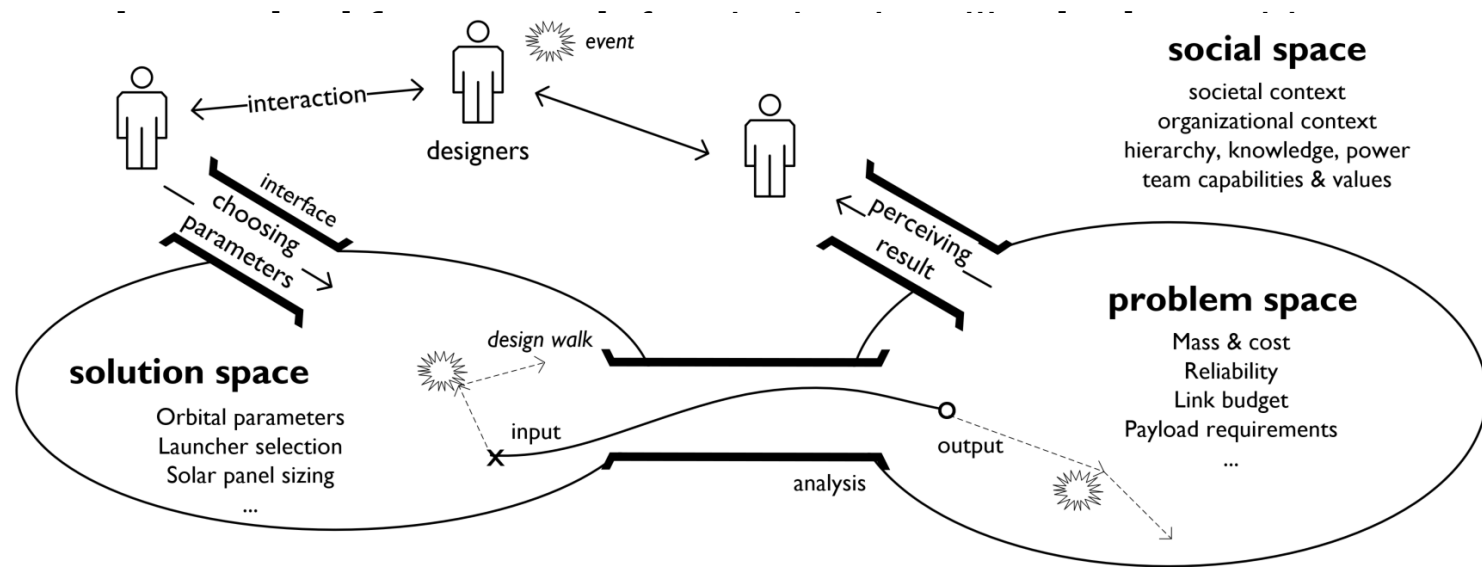 event
social space
interaction
societal context
organizational context
hierarchy, knowledge, power
team capabilities & values
designers
interface
choosing
parameters
perceiving
result
problem space
Mass & cost
Reliability
Link budget
Payload requirements
...
design walk
solution space
Orbital parameters
Launcher selection
Solar panel sizing
...
input
output
analysis